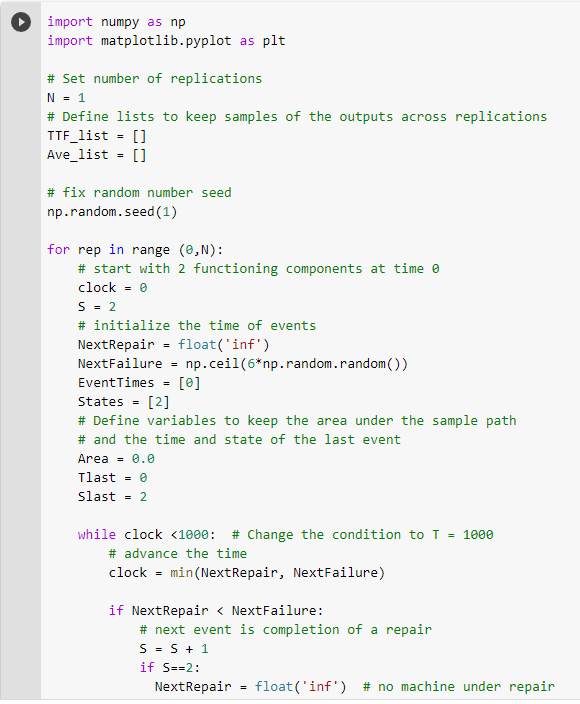 import numpy as np
import matplotlib.pyplot as plt

# Set number of replications
N = 1
# Define lists to keep samples of the outputs across replications
TTF_list = []
Ave_list = []

# fix random number seed
np.random.seed(1)

for rep in range (0,N):
    # start with 2 functioning components at time 0
    clock = 0
    S = 2
    # initialize the time of events
    NextRepair = float('inf')
    NextFailure = np.ceil(6*np.random.random())
    EventTimes = [0]
    States = [2]
    # Define variables to keep the area under the sample path
    # and the time and state of the last event
    Area = 0.0
    Tlast = 0
    Slast = 2

    while clock <1000:  # Change the condition to T = 1000
        # advance the time
        clock = min(NextRepair, NextFailure)

        if NextRepair < NextFailure:
            # next event is completion of a repair
            S = S + 1
            if S==2:
              NextRepair = float('inf')  # no machine under repair